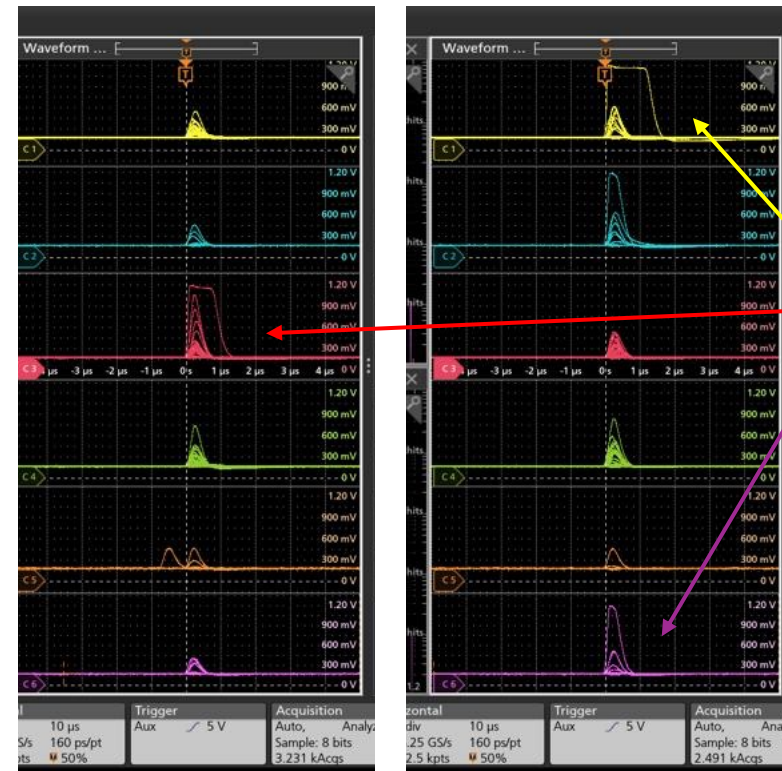 Waveform ...
T
900 m
600 mV
300 mV
C1
0 V
1.20 V
900 mV
600 mV
300 mV
C2
0 V
1.20 V
900 mV
600 mV
300 mV
C3
µs -3 µs -2 µs -1 µs 0 s 1 µs 2 µs 3 µs 4 µs 0 V
1.20 V
900 mV
600 mV
300 mV
C4
0 V
1.20 V
900 mV
600 mV
300 mV
C5
0 V
1.20 V
900 mV
600 mV
300 mV
C6
0 V
Trigger
Acquisition
10 µs
Aux 5 V
Auto, Analyz
S/s 160 ps/pt
Sample: 8 bits
pts 50%
3.231 kAcqs
Waveform ...
T
900 m
600 mV
hits
300 mV
C1
0 V
1.20 V
hits
900 mV
600 mV
hits
300 mV
C2
0 V
1.20 V
hits
900 mV
600 mV
300 mV
C3
µs -3 µs -2 µs -1 µs 0 s 1 µs 2 µs 3 µs 4 µs 0 V
1.20 V
900 mV
600 mV
hits
300 mV
C4
0 V
1.20 V
hits
900 mV
600 mV
hits
300 mV
C5
0 V
1.20 V
hits
900 mV
600 mV
300 mV
1.2
C6
0 V
zontal
Trigger
Acquisition
div 10 µs
Aux 5 V
Auto, Ana
.25 GS/s 160 ps/pt
Sample: 8 bits
2.5 kpts 50%
2.491 kAcqs